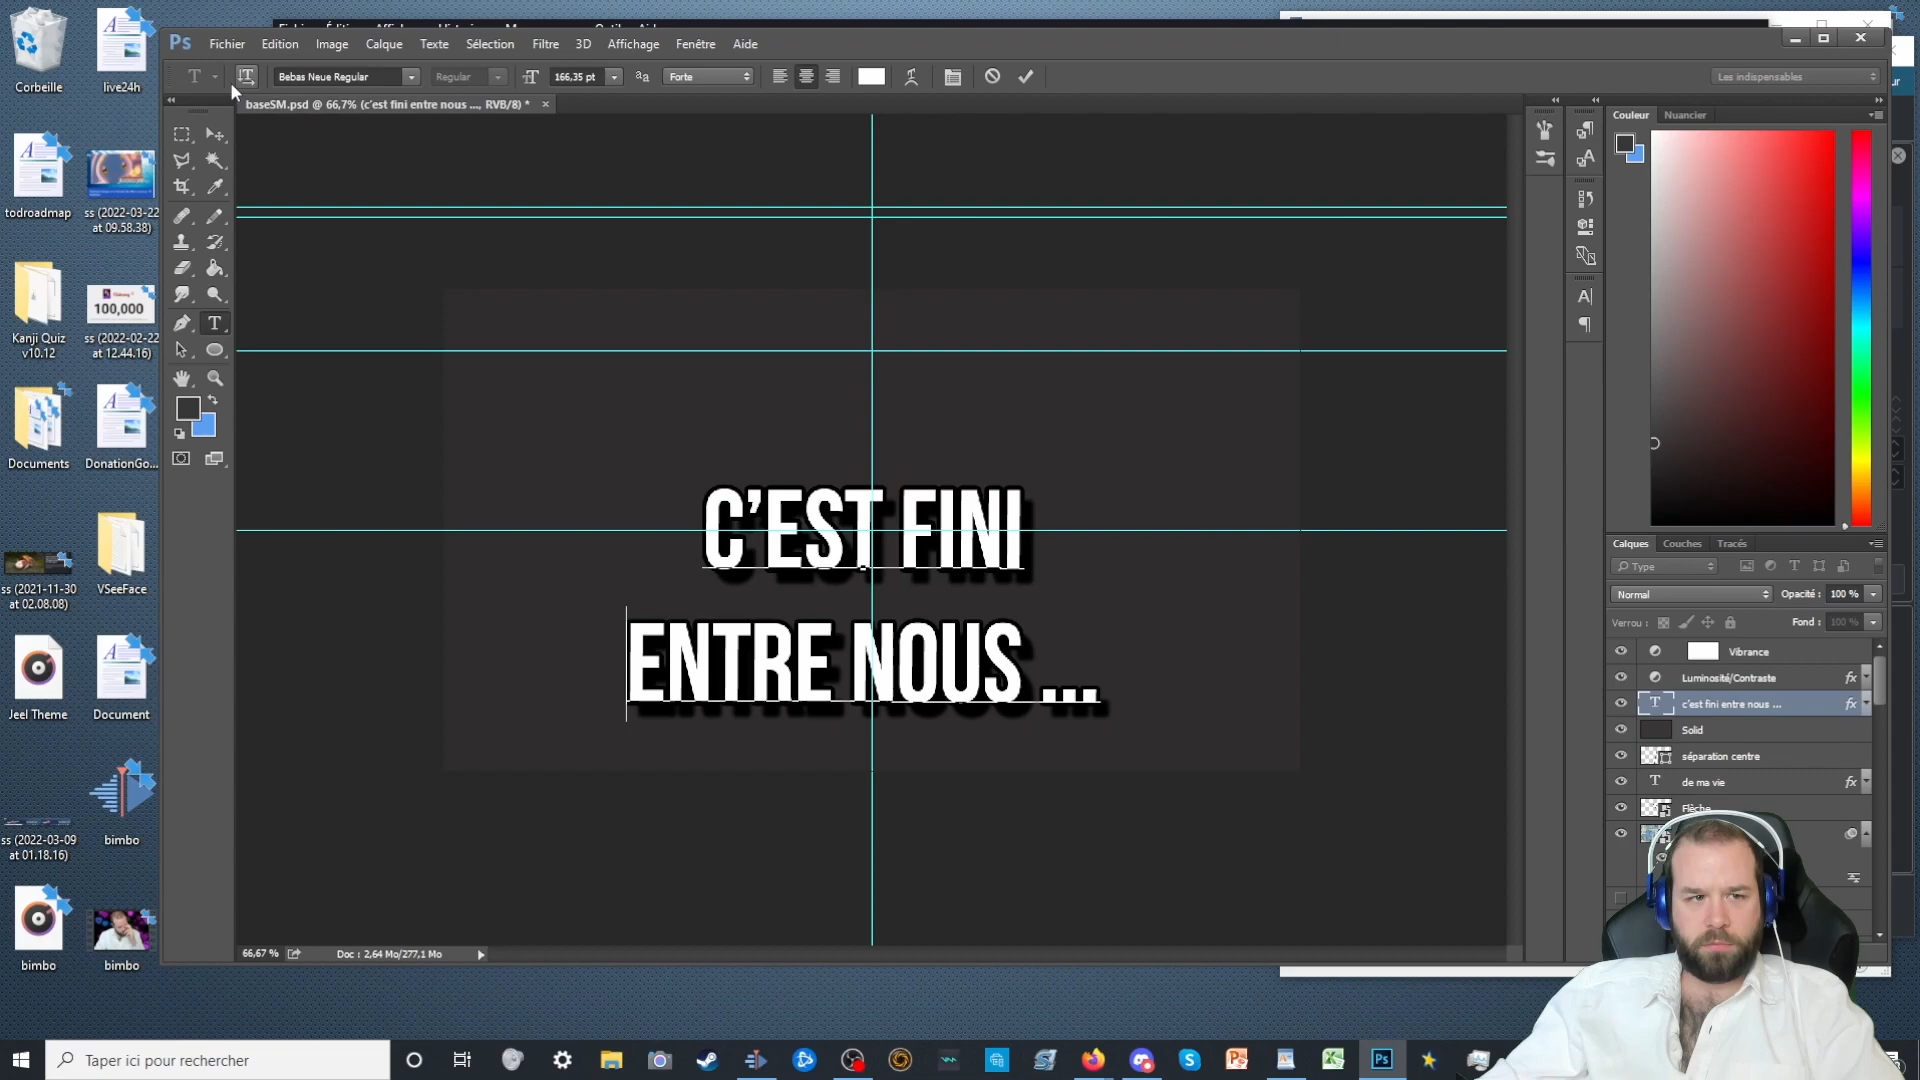 Ps Fichier Edition Image Calque Texte Sélection Filtre 3D Affichage Fenêtre Aide
Bebas Neue Regular Regular 166,35 pt Forte Les indispensables
baseSM.psd @ 66,7% (c'est fini entre nous ..., RVB/8) *
Corbeille
live24h
todroadmap
ss (2022-03-22 at 09.58.38)
100,000
Kanji Quiz v10.12
ss (2022-02-22 at 12.44.16)
Documents
DonationGo...
ss (2021-11-30 at 02.08.08)
VSeeFace
Jeel Theme
Document
ss (2022-03-09 at 01.18.16)
bimbo
bimbo
bimbo
C'EST FINI
ENTRE NOUS ...
66,67 % Doc : 2,64 Mo/277,1 Mo
Couleur Nuancier
Calques Couches Tracés
Type
Normal Opacité : 100 %
Verrou : Fond : 100 %
Vibrance
Luminosité/Contraste fx
c'est fini entre nous ... fx
Solid
séparation centre
de ma vie fx
Flèche
Taper ici pour rechercher